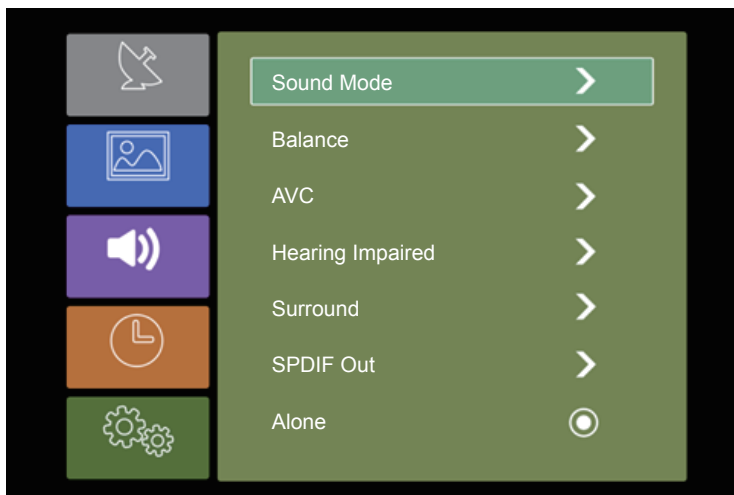 Sound Mode
Balance
AVC
Hearing Impaired
Surround
SPDIF Out
Alone